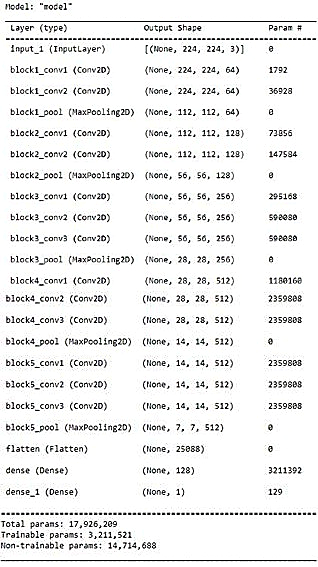 Model: "model"
Layer (type) Output Shape Param #
input_1 (InputLayer) [(None, 224, 224, 3)] 0
block1_conv1 (Conv2D) (None, 224, 224, 64) 1792
block1_conv2 (Conv2D) (None, 224, 224, 64) 36928
block1_pool (MaxPooling2D) (None, 112, 112, 64) 0
block2_conv1 (Conv2D) (None, 112, 112, 128) 73856
block2_conv2 (Conv2D) (None, 112, 112, 128) 147584
block2_pool (MaxPooling2D) (None, 56, 56, 128) 0
block3_conv1 (Conv2D) (None, 56, 56, 256) 295168
block3_conv2 (Conv2D) (None, 56, 56, 256) 590080
block3_conv3 (Conv2D) (None, 56, 56, 256) 590080
block3_pool (MaxPooling2D) (None, 28, 28, 256) 0
block4_conv1 (Conv2D) (None, 28, 28, 512) 1180160
block4_conv2 (Conv2D) (None, 28, 28, 512) 2359808
block4_conv3 (Conv2D) (None, 28, 28, 512) 2359808
block4_pool (MaxPooling2D) (None, 14, 14, 512) 0
block5_conv1 (Conv2D) (None, 14, 14, 512) 2359808
block5_conv2 (Conv2D) (None, 14, 14, 512) 2359808
block5_conv3 (Conv2D) (None, 14, 14, 512) 2359808
block5_pool (MaxPooling2D) (None, 7, 7, 512) 0
flatten (Flatten) (None, 25088) 0
dense (Dense) (None, 128) 3211392
dense_1 (Dense) (None, 1) 129
Total params: 17,926,209
Trainable params: 3,211,521
Non-trainable params: 14,714,688